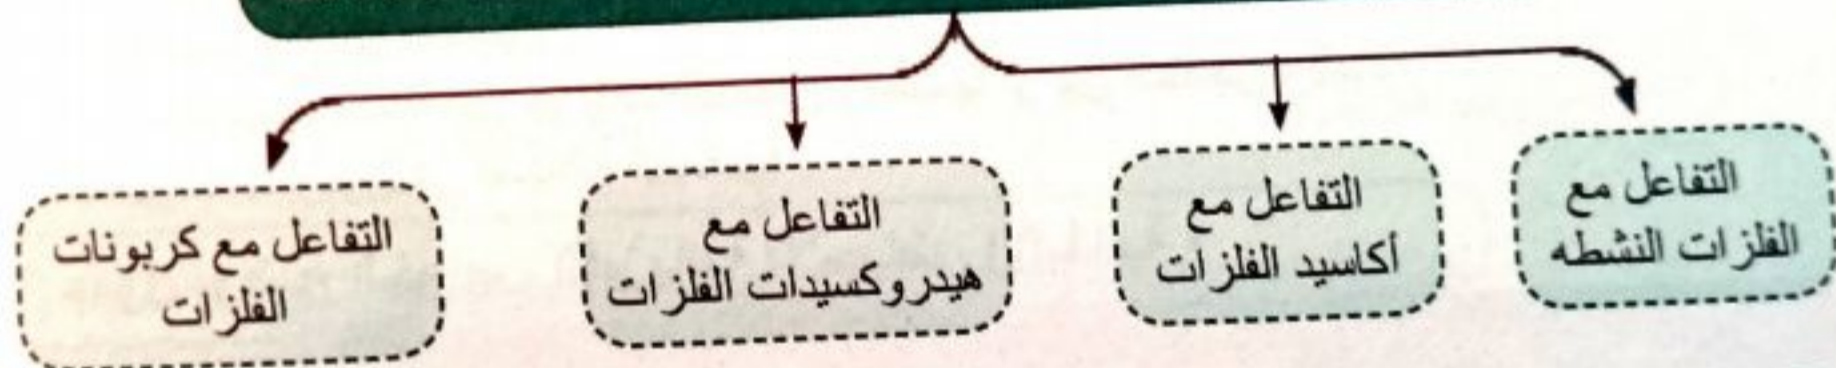 التفاعل مع
الفلزات النشطه
التفاعل مع
أكاسيد الفلزات
التفاعل مع
هيدروكسيدات الفلزات
التفاعل مع كربونات
الفلزات